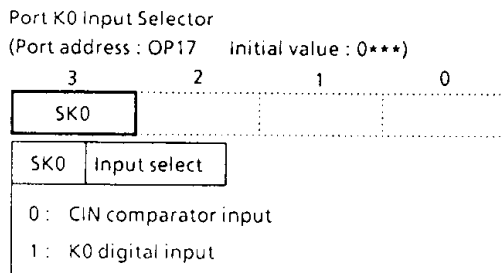 Port K0 Input Selector
(Port address : OP17 Initial value : 0***)
3 2 1 0
SK0
SK0 Input select
0 : CIN comparator input
1 : K0 digital input